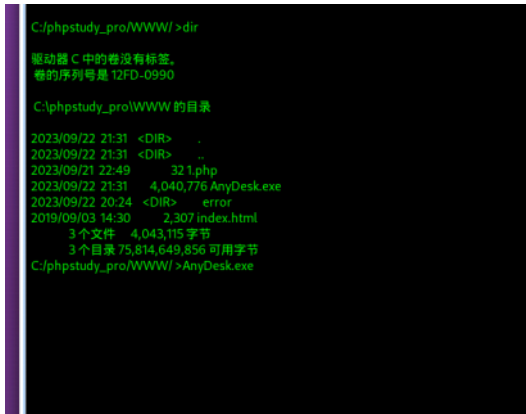 C:/phpstudy_pro/WWW/ >dir
驱动器 C 中的卷没有标签。
卷的序列号是 12FD-0990
C:\phpstudy_pro\WWW 的目录
2023/09/22 21:31 <DIR> .
2023/09/22 21:31 <DIR> ..
2023/09/21 22:49 32 1.php
2023/09/22 21:31 4,040,776 AnyDesk.exe
2023/09/22 20:24 <DIR> error
2019/09/03 14:30 2,307 index.html
3 个文件 4,043,115 字节
3 个目录 75,814,649,856 可用字节
C:/phpstudy_pro/WWW/ >AnyDesk.exe